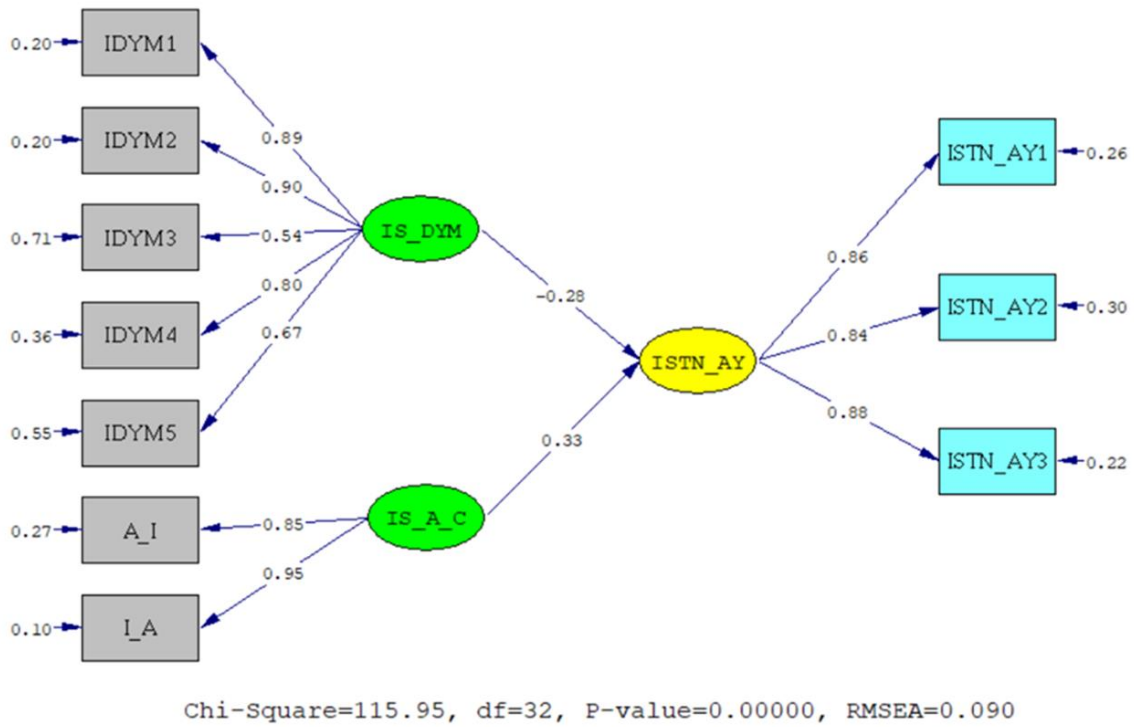 0.20
IDYM1
0.20
IDYM2
0.71
IDYM3
0.36
IDYM4
0.55
IDYM5
0.27
A_I
0.10
I_A
0.89
0.90
0.54
0.80
0.67
0.85
0.95
IS_DYM
IS_A_C
-0.28
0.33
ISTN_AY
0.86
0.84
0.88
ISTN_AY1
0.26
ISTN_AY2
0.30
ISTN_AY3
0.22
Chi-Square=115.95, df=32, P-value=0.00000, RMSEA=0.090